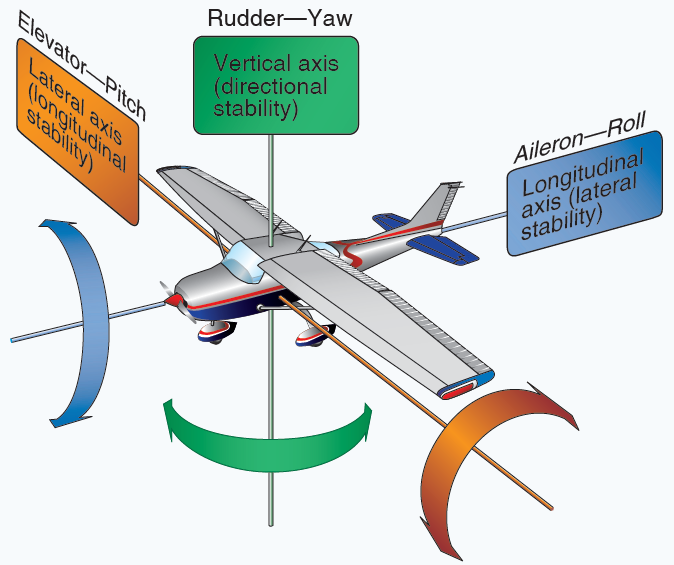 Rudder—Yaw
Vertical axis
(directional
stability)
Elevator—Pitch
Lateral axis
(longitudinal
stability)
Aileron—Roll
Longitudinal
axis (lateral
stability)